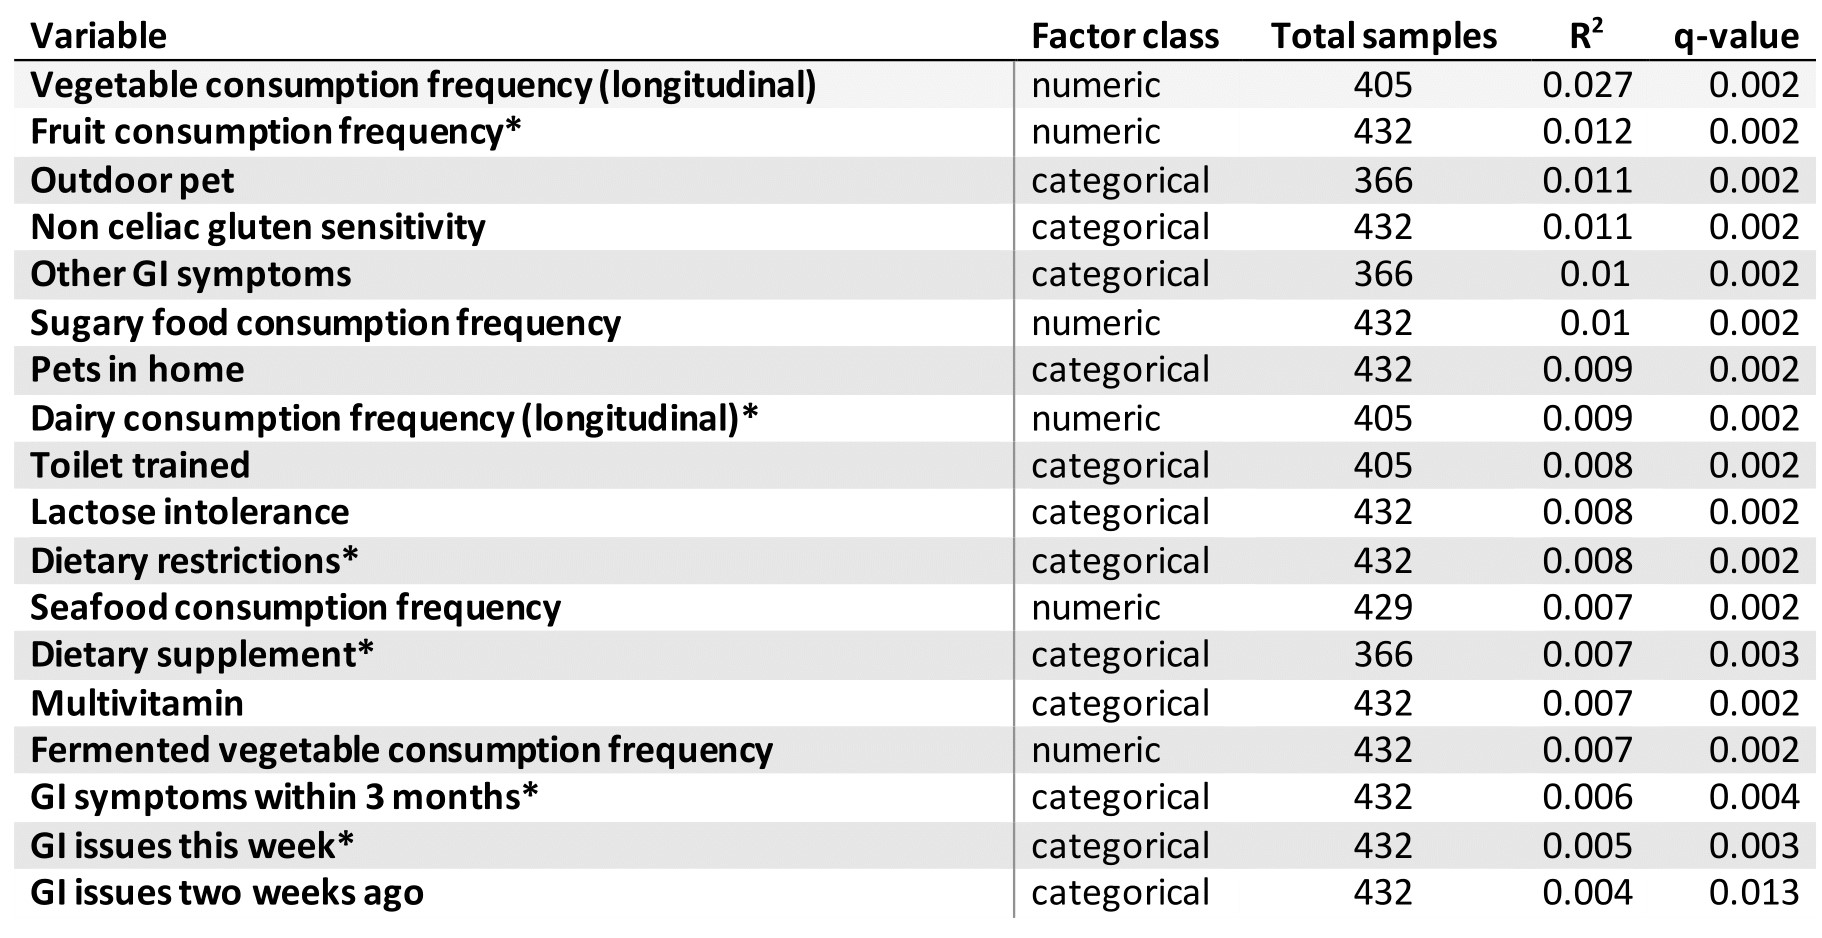 Variable Factor class Total samples R² q-value
Vegetable consumption frequency (longitudinal) numeric 405 0.027 0.002
Fruit consumption frequency* numeric 432 0.012 0.002
Outdoor pet categorical 366 0.011 0.002
Non celiac gluten sensitivity categorical 432 0.011 0.002
Other GI symptoms categorical 366 0.01 0.002
Sugary food consumption frequency numeric 432 0.01 0.002
Pets in home categorical 432 0.009 0.002
Dairy consumption frequency (longitudinal)* numeric 405 0.009 0.002
Toilet trained categorical 405 0.008 0.002
Lactose intolerance categorical 432 0.008 0.002
Dietary restrictions* categorical 432 0.008 0.002
Seafood consumption frequency numeric 429 0.007 0.002
Dietary supplement* categorical 366 0.007 0.003
Multivitamin categorical 432 0.007 0.002
Fermented vegetable consumption frequency numeric 432 0.007 0.002
GI symptoms within 3 months* categorical 432 0.006 0.004
GI issues this week* categorical 432 0.005 0.003
GI issues two weeks ago categorical 432 0.004 0.013